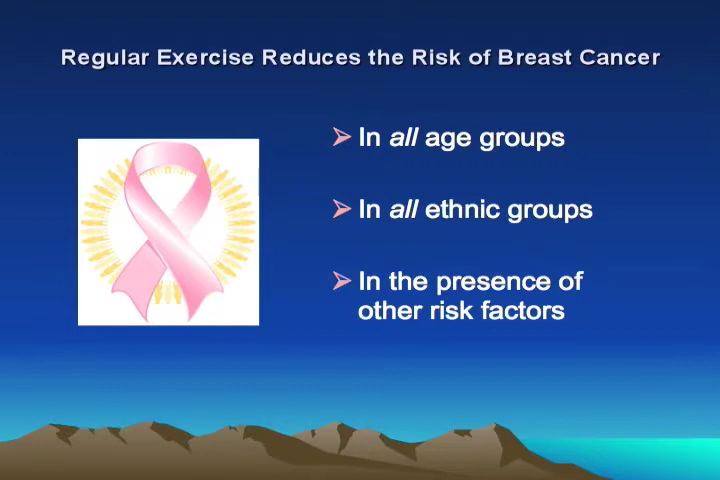 Regular Exercise Reduces the Risk of Breast Cancer
In all age groups
In all ethnic groups
In the presence of
other risk factors